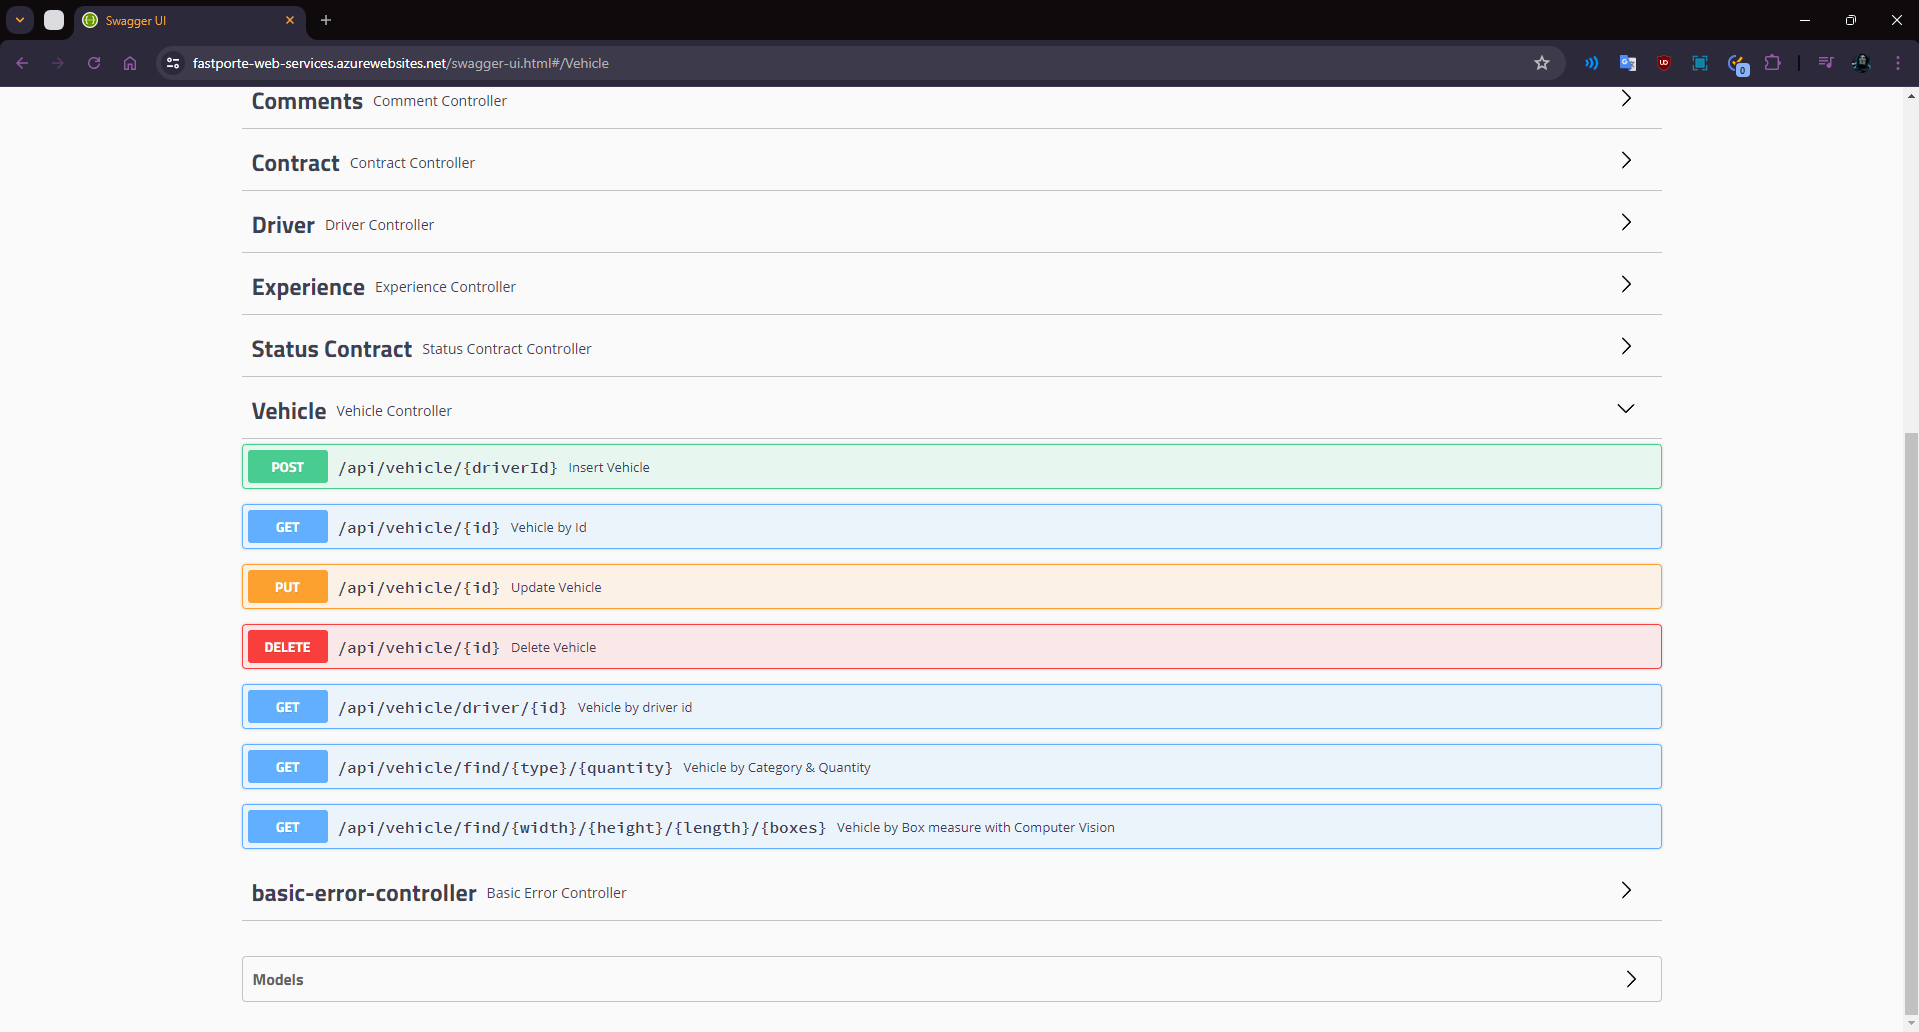 Swagger UI
fastporte-web-services.azurewebsites.net/swagger-ui.html#/Vehicle
0
Comments Comment Controller
Contract Contract Controller
Driver Driver Controller
Experience Experience Controller
Status Contract Status Contract Controller
Vehicle Vehicle Controller
POST /api/vehicle/{driverId} Insert Vehicle
GET /api/vehicle/{id} Vehicle by Id
PUT /api/vehicle/{id} Update Vehicle
DELETE /api/vehicle/{id} Delete Vehicle
GET /api/vehicle/driver/{id} Vehicle by driver id
GET /api/vehicle/find/{type}/{quantity} Vehicle by Category & Quantity
GET /api/vehicle/find/{width}/{height}/{length}/{boxes} Vehicle by Box measure with Computer Vision
basic-error-controller Basic Error Controller
Models